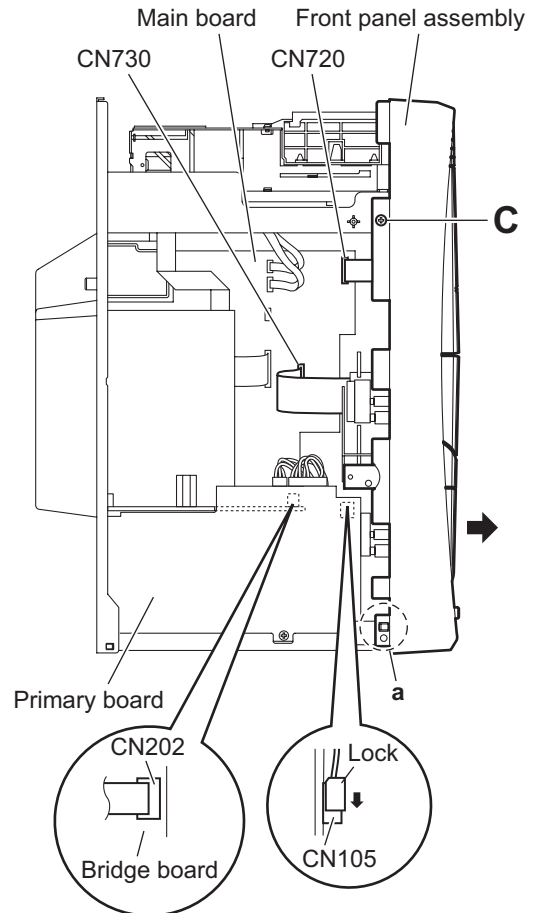 Main board
Front panel assembly
CN730
CN720
C
a
Primary board
CN202
Lock
Bridge board
CN105